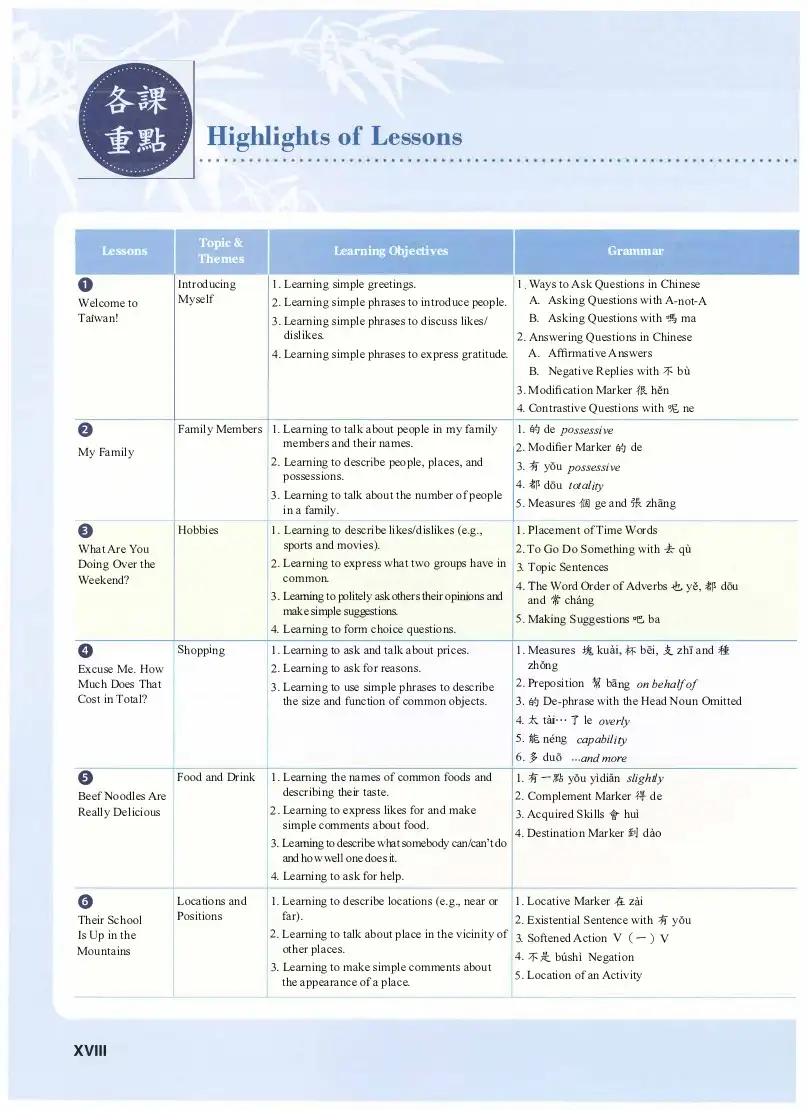 各課
重點
Highlights of Lessons
Lessons
Topic &
Themes
Learning Objectives
Grammar
1
Welcome to
Taiwan!
Introducing
Myself
1. Learning simple greetings.
2. Learning simple phrases to introduce people.
3. Learning simple phrases to discuss likes/
dislikes.
4. Learning simple phrases to express gratitude.
1. Ways to Ask Questions in Chinese
A. Asking Questions with A-not-A
B. Asking Questions with 嗎 ma
2. Answering Questions in Chinese
A. Affirmative Answers
B. Negative Replies with 不 bù
3. Modification Marker 很 hěn
4. Contrastive Questions with 呢 ne
2
My Family
Family Members
1. Learning to talk about people in my family
members and their names.
2. Learning to describe people, places, and
possessions.
3. Learning to talk about the number of people
in a family.
1. 的 de possessive
2. Modifier Marker 的 de
3. 有 yǒu possessive
4. 都 dōu totality
5. Measures 個 ge and 張 zhāng
3
What Are You
Doing Over the
Weekend?
Hobbies
1. Learning to describe likes/dislikes (e.g.,
sports and movies).
2. Learning to express what two groups have in
common.
3. Learning to politely ask others their opinions and
make simple suggestions.
4. Learning to form choice questions.
1. Placement of Time Words
2. To Go Do Something with 去 qù
3. Topic Sentences
4. The Word Order of Adverbs 也 yě, 都 dōu
and 常 cháng
5. Making Suggestions 吧 ba
4
Excuse Me. How
Much Does That
Cost in Total?
Shopping
1. Learning to ask and talk about prices.
2. Learning to ask for reasons.
3. Learning to use simple phrases to describe
the size and function of common objects.
1. Measures 塊 kuài, 杯 bēi, 支 zhī and 種
zhǒng
2. Preposition 幫 bāng on behalf of
3. 的 De-phrase with the Head Noun Omitted
4. 太 tài⋯了 le overly
5. 能 néng capability
6. 多 duō ...and more
5
Beef Noodles Are
Really Delicious
Food and Drink
1. Learning the names of common foods and
describing their taste.
2. Learning to express likes for and make
simple comments about food.
3. Learning to describe what somebody can/can't do
and how well one does it.
4. Learning to ask for help.
1. 有一點 yǒu yìdiǎn slightly
2. Complement Marker 得 de
3. Acquired Skills 會 huì
4. Destination Marker 到 dào
6
Their School
Is Up in the
Mountains
Locations and
Positions
1. Learning to describe locations (e.g., near or
far).
2. Learning to talk about place in the vicinity of
other places.
3. Learning to make simple comments about
the appearance of a place.
1. Locative Marker 在 zài
2. Existential Sentence with 有 yǒu
3. Softened Action V（一）V
4. 不是 búshì Negation
5. Location of an Activity
XVIII